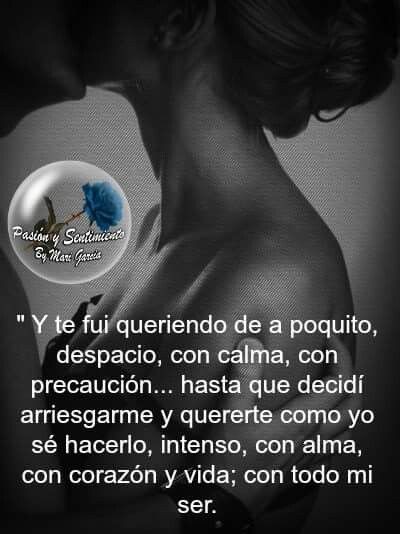 Pasión y Sentimiento
By Mari Garcia
" Y te fui queriendo de a poquito,
despacio, con calma, con
precaución... hasta que decidí
arriesgarme y quererte como yo
sé hacerlo, intenso, con alma,
con corazón y vida; con todo mi
ser.